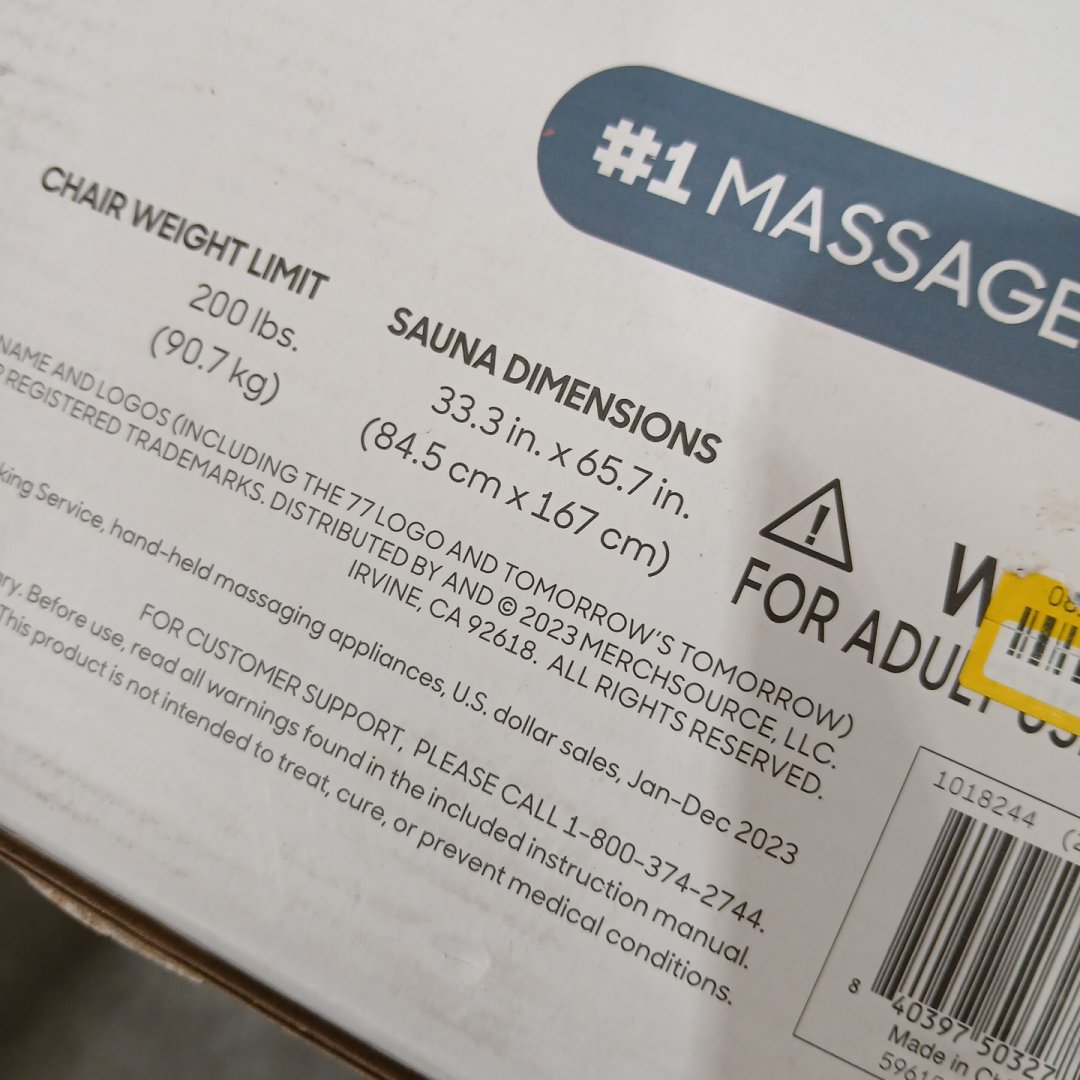 #1 MASSAGE
CHAIR WEIGHT LIMIT
200 lbs.
(90.7 kg)
SAUNA DIMENSIONS
33.3 in. x 65.7 in.
(84.5 cm x 167 cm)
FOR ADULT
NAME AND LOGOS (INCLUDING THE 77 LOGO AND TOMORROW'S TOMORROW)
REGISTERED TRADEMARKS. DISTRIBUTED BY AND © 2023 MERCHSOURCE, LLC.
IRVINE, CA 92618. ALL RIGHTS RESERVED.
Service, hand-held massaging appliances, U.S. dollar sales, Jan-Dec 2023
FOR CUSTOMER SUPPORT, PLEASE CALL 1-800-374-2744.
Before use, read all warnings found in the included instruction manual.
This product is not intended to treat, cure, or prevent medical conditions.
1018244
8 40397 50327
Made in